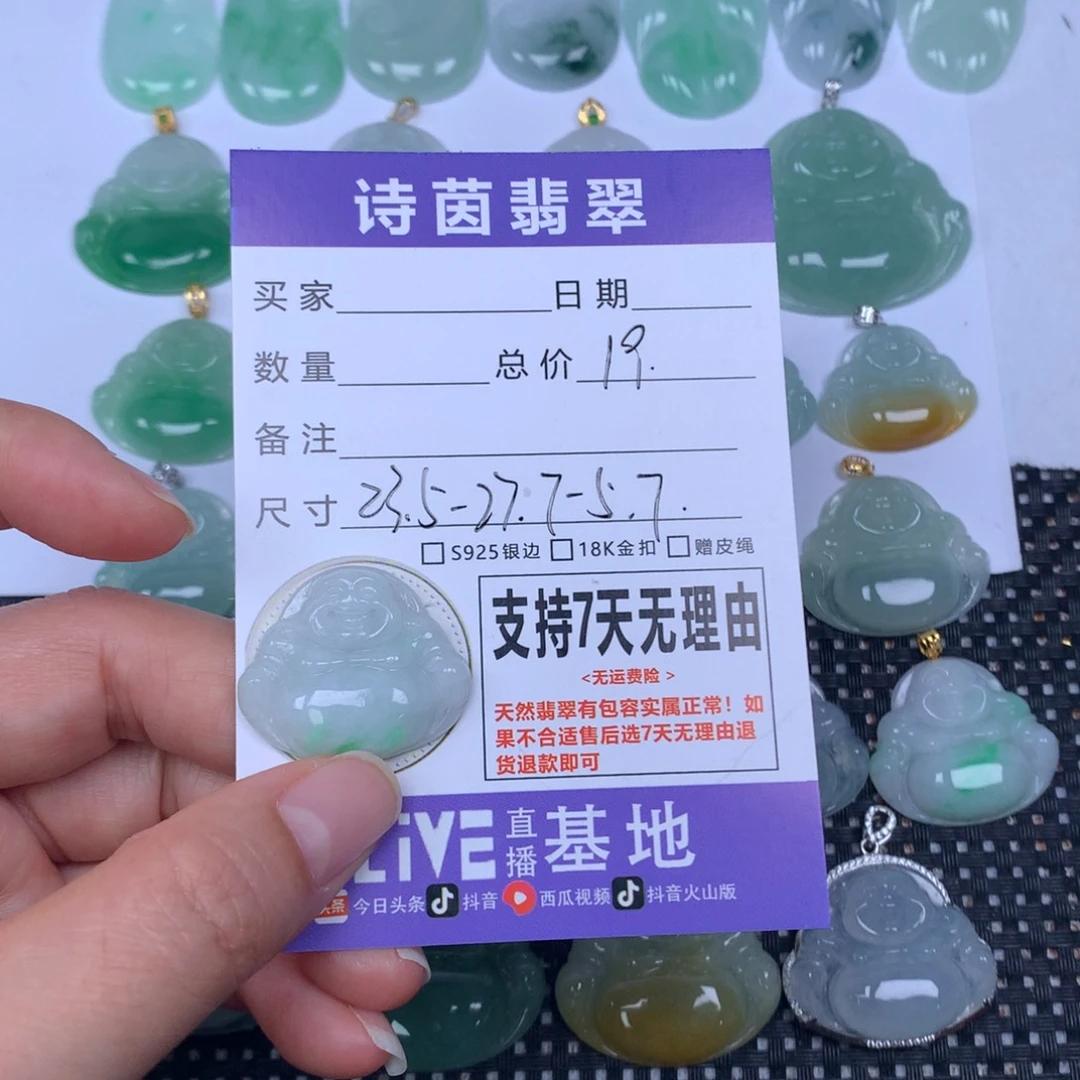 诗茵翡翠
买家 日期
数量 总价 19.
备注
尺寸 23.5-27.7-5.7.
S925银边 18K金扣 赠皮绳
支持7天无理由
<无运费险 >
天然翡翠有包容实属正常！如
果不合适售后选7天无理由退
货退款即可
LIVE 直播 基地
头条 今日头条 抖音 西瓜视频 抖音火山版